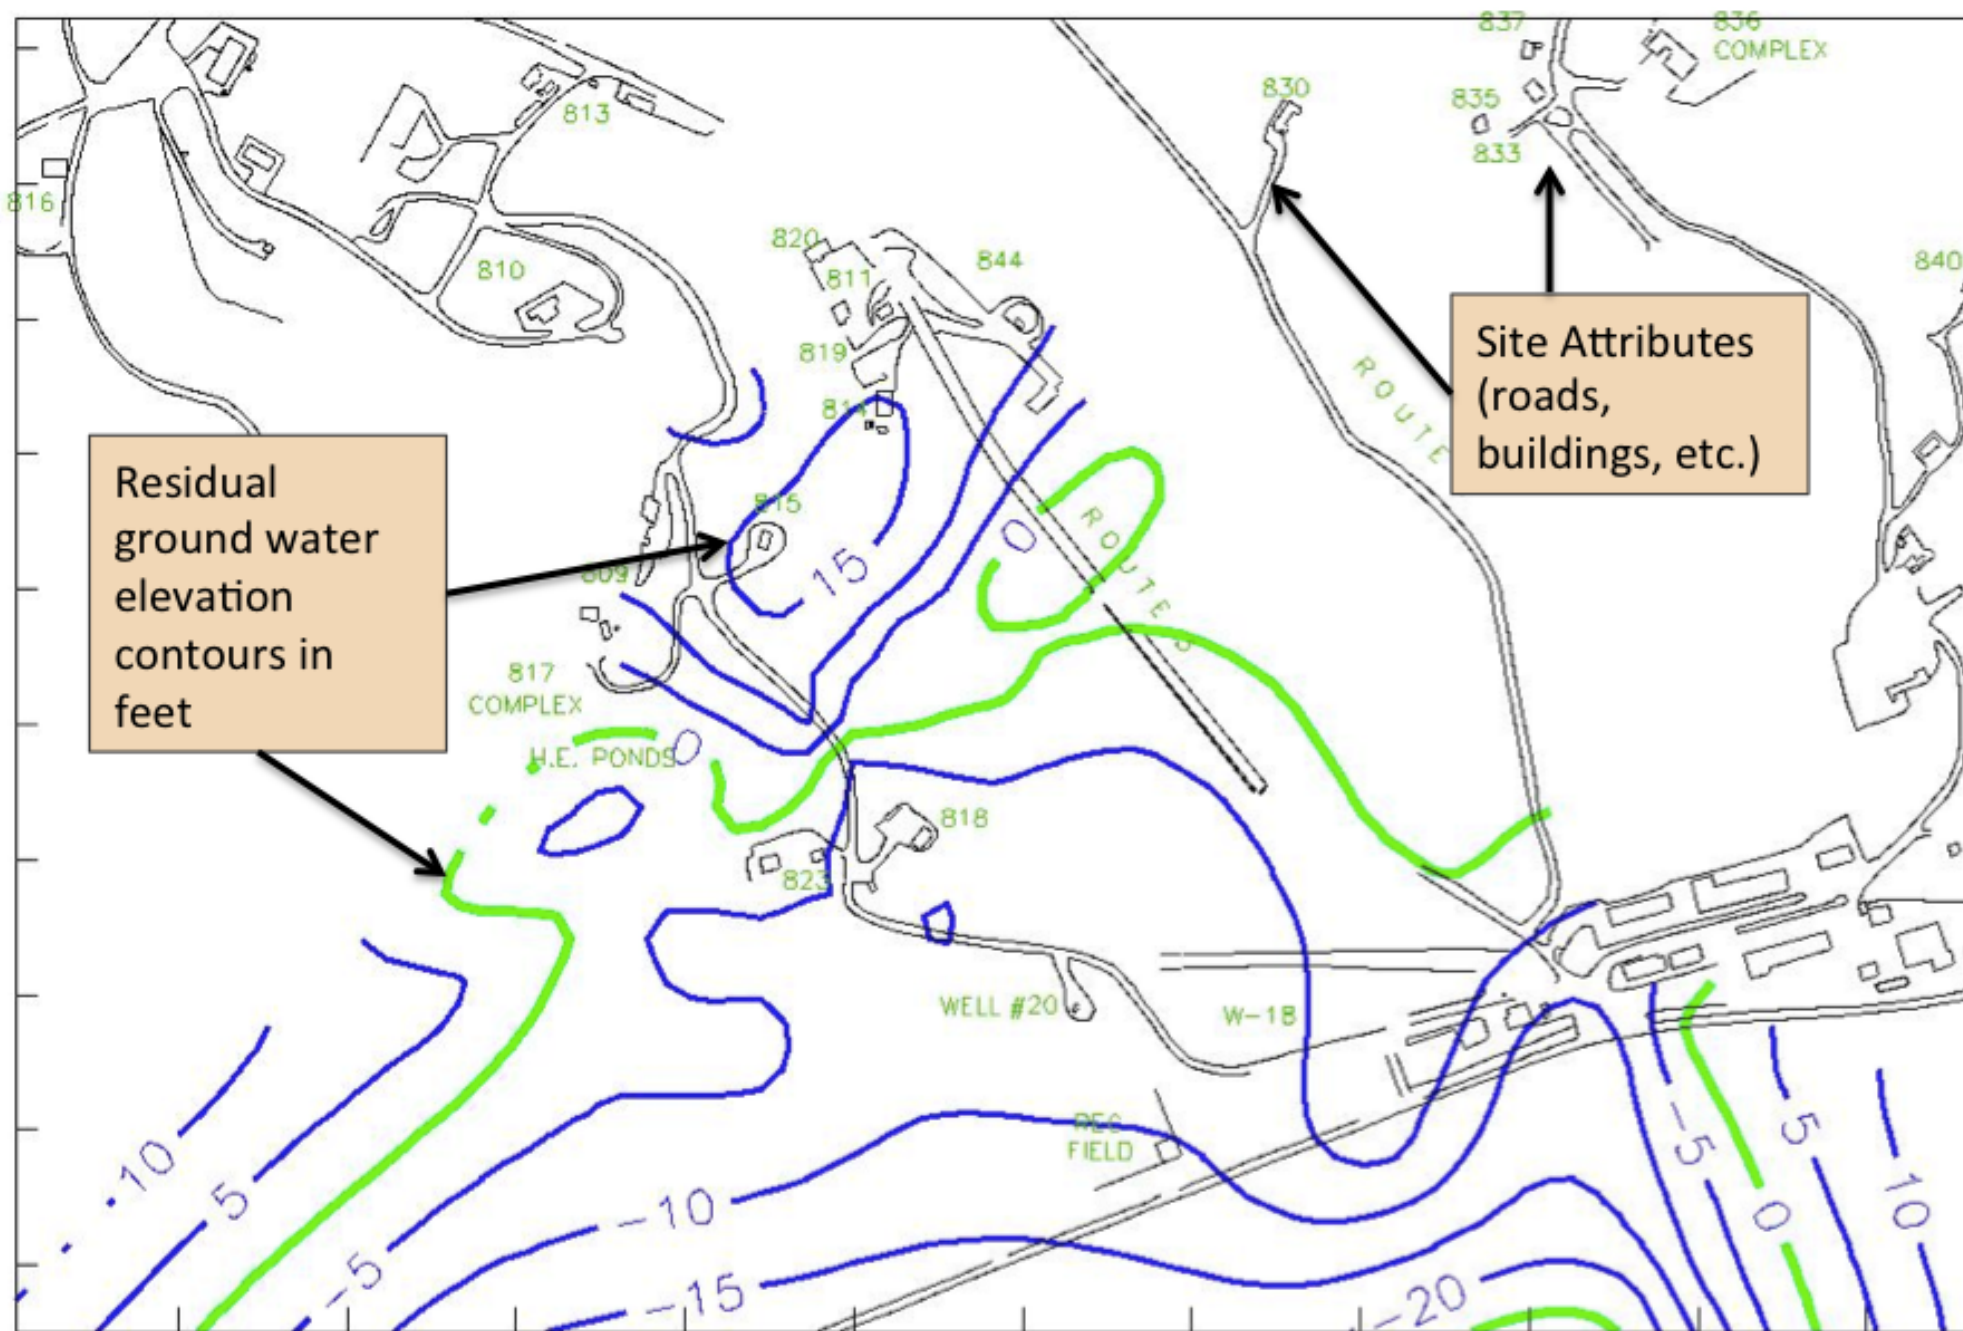 837
836
COMPLEX
830
835
833
813
816
820
844
810
811
840
Site Attributes
(roads,
buildings, etc.)
819
ROUTE
814
Residual
ground water
elevation
contours in
feet
815
0
ROUTE
15
809
817
COMPLEX
0
H.E. PONDS
818
823
WELL #20
W-18
REC
FIELD
10
-5
5
5
-10
10
0
-5
-15
-20